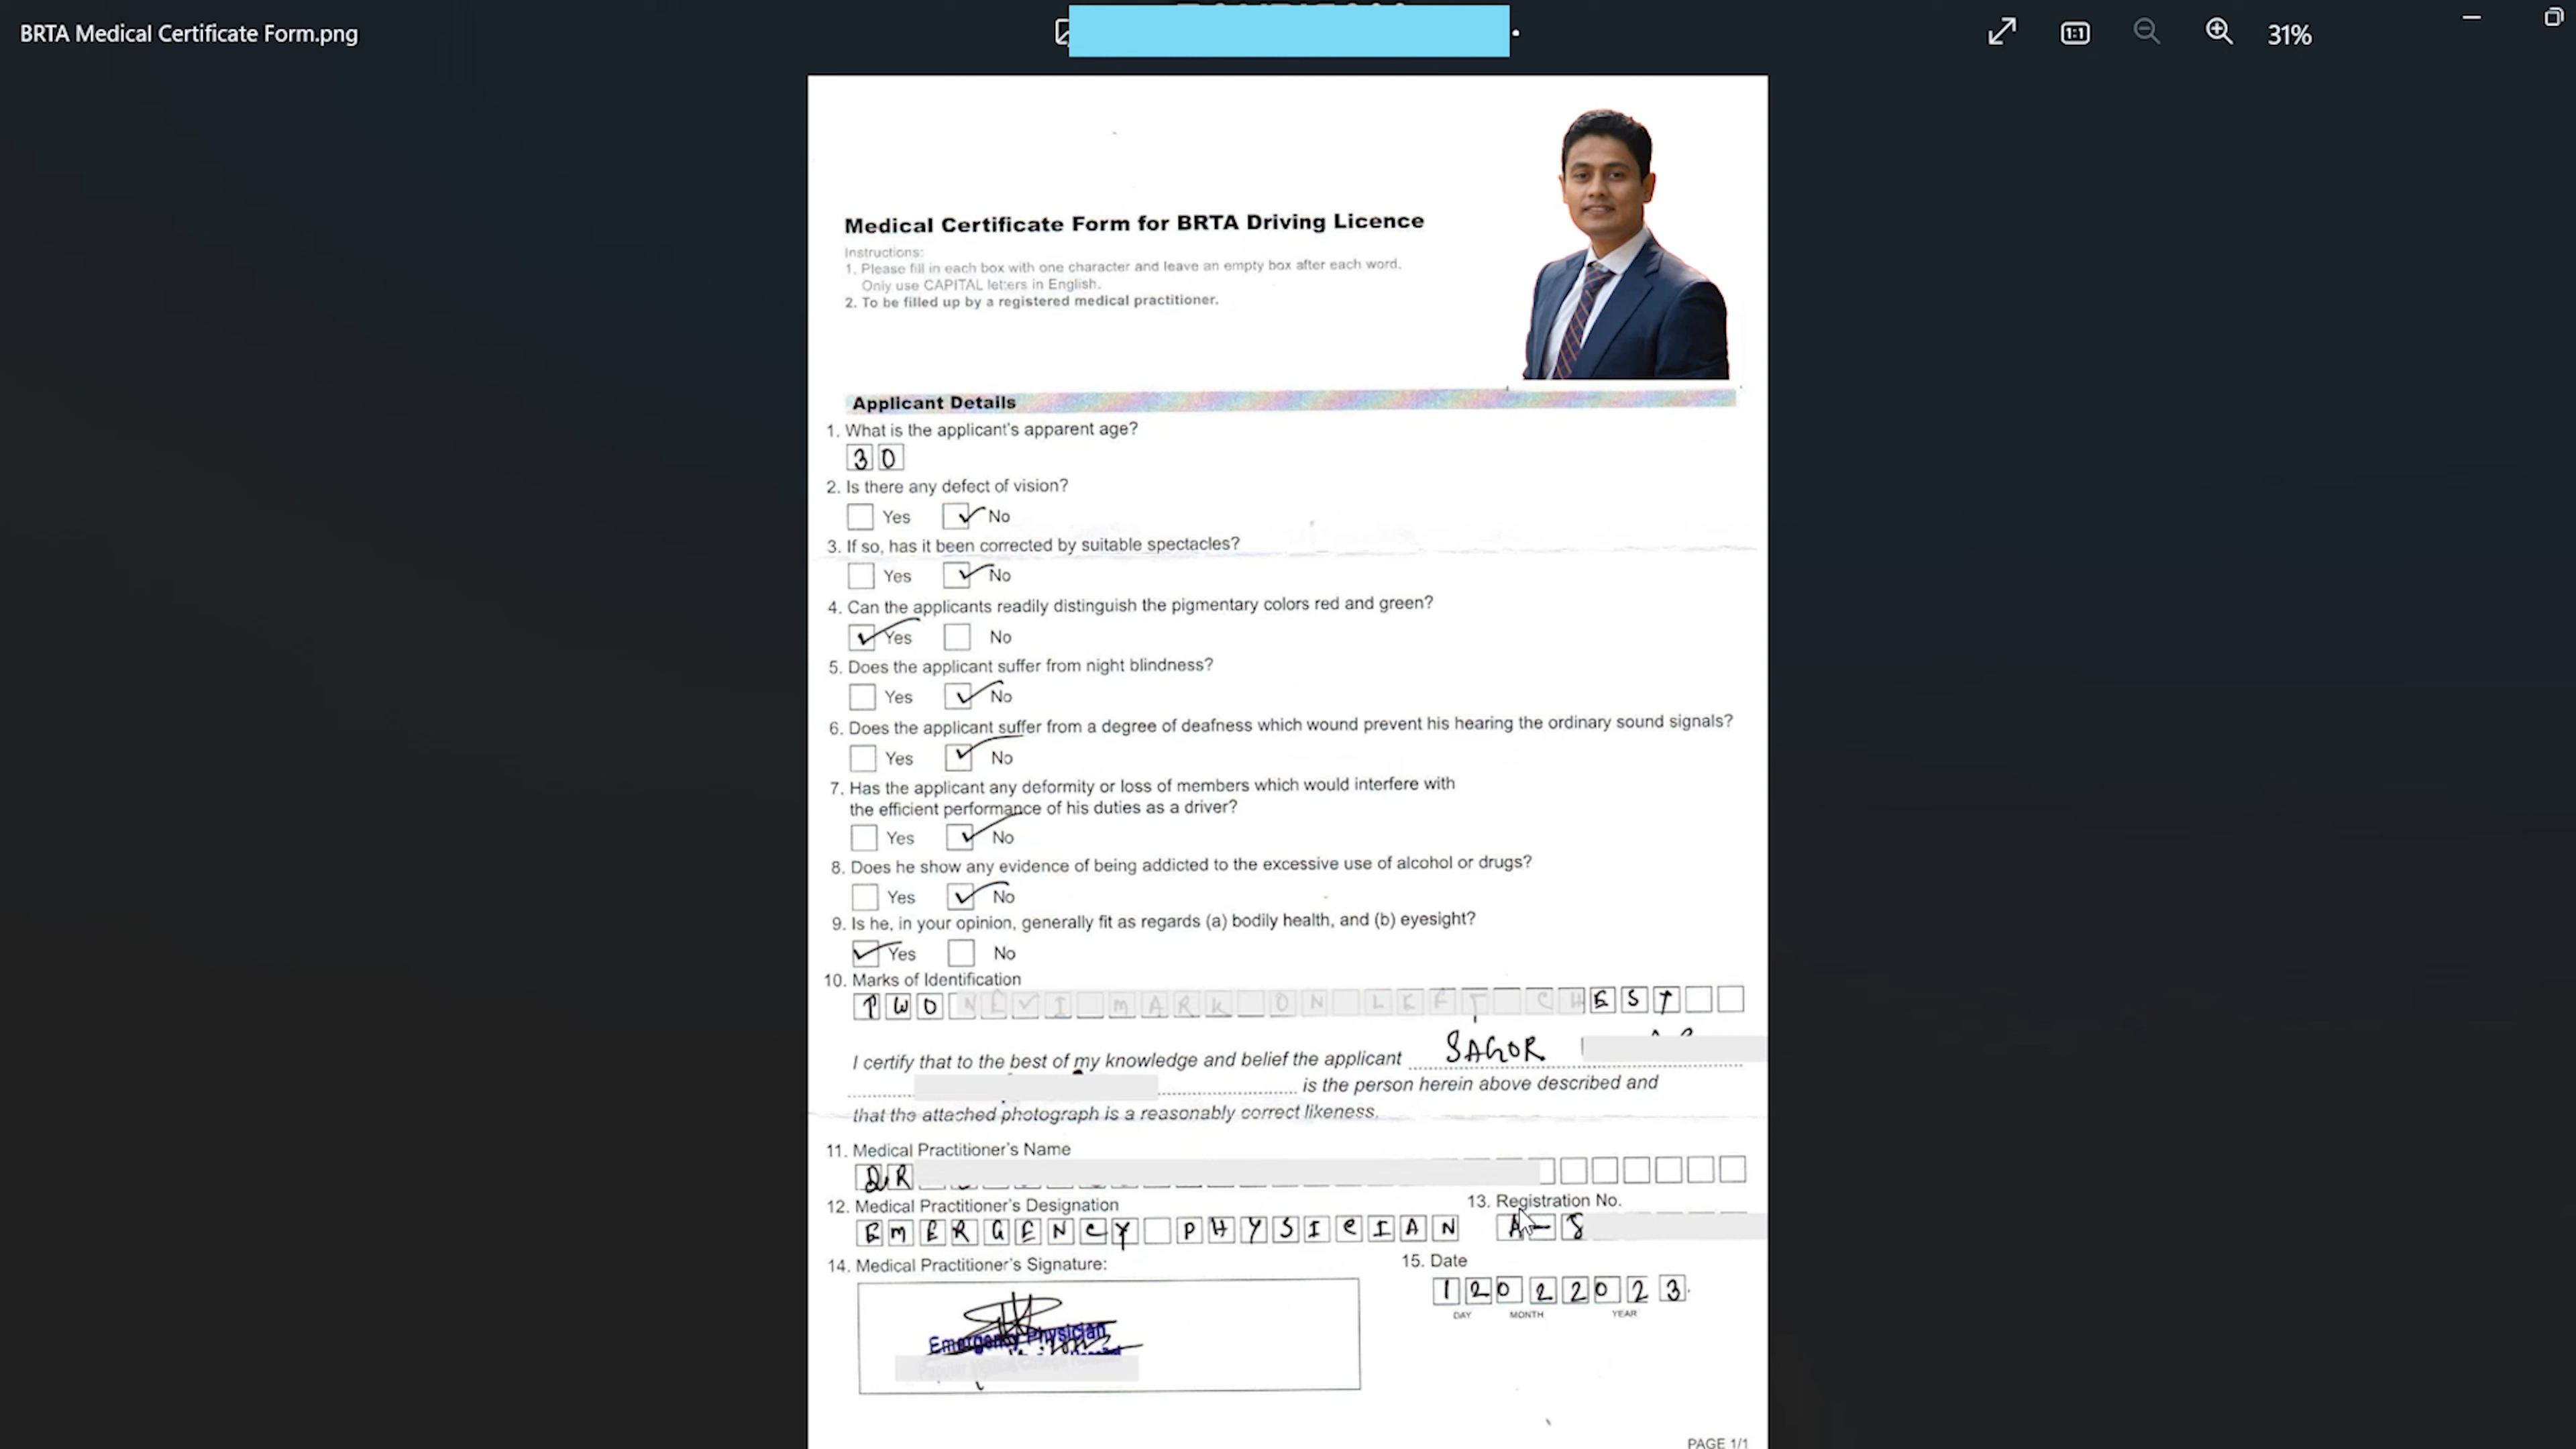 BRTA Medical Certificate Form.png
31%
Medical Certificate Form for BRTA Driving Licence
Instructions:
1. Please fill in each box with one character and leave an empty box after each word.
Only use CAPITAL letters in English.
2. To be filled up by a registered medical practitioner.
Applicant Details
1. What is the applicant's apparent age?
30
2. Is there any defect of vision?
Yes No
3. If so, has it been corrected by suitable spectacles?
Yes No
4. Can the applicants readily distinguish the pigmentary colors red and green?
Yes No
5. Does the applicant suffer from night blindness?
Yes No
6. Does the applicant suffer from a degree of deafness which wound prevent his hearing the ordinary sound signals?
Yes No
7. Has the applicant any deformity or loss of members which would interfere with
the efficient performance of his duties as a driver?
Yes No
8. Does he show any evidence of being addicted to the excessive use of alcohol or drugs?
Yes No
9. Is he, in your opinion, generally fit as regards (a) bodily health, and (b) eyesight?
Yes No
10. Marks of Identification
TWO MARK ON LEFT CHEST
I certify that to the best of my knowledge and belief the applicant SAGOR
is the person herein above described and
that the attached photograph is a reasonably correct likeness.
11. Medical Practitioner's Name
DR
12. Medical Practitioner's Designation 13. Registration No.
EMERGENCY PHYSICIAN A-8
14. Medical Practitioner's Signature: 15. Date
12022023
DAY MONTH YEAR
Emergency Physician
PAGE 1/1